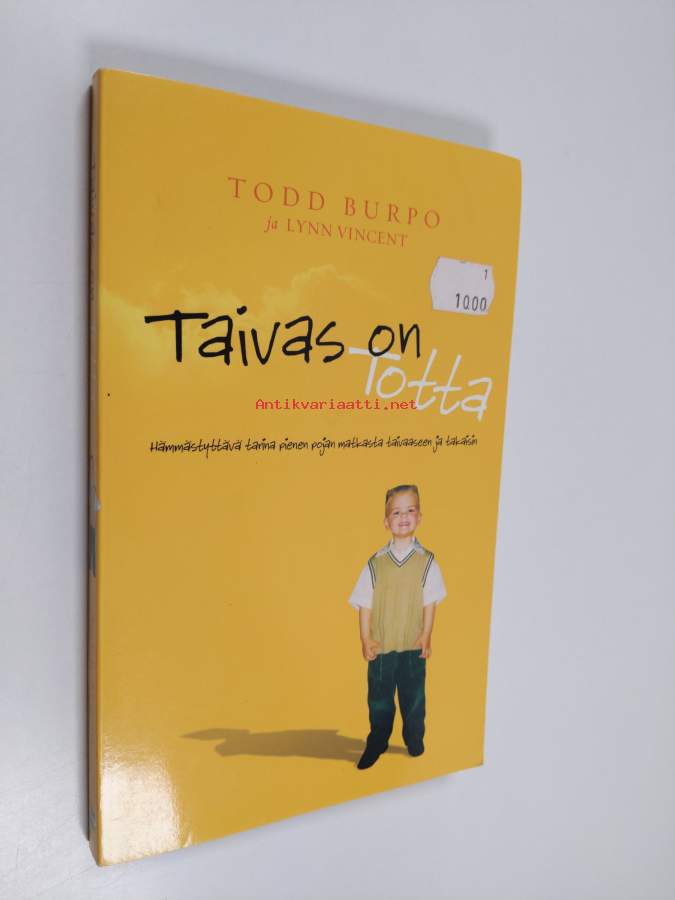 TODD BURPO
ja LYNN VINCENT
1
1000
Taivas on
Totta
Antikvariaatti.net
Hämmästyttävä tarina pienen pojan matkasta taivaaseen ja takaisin